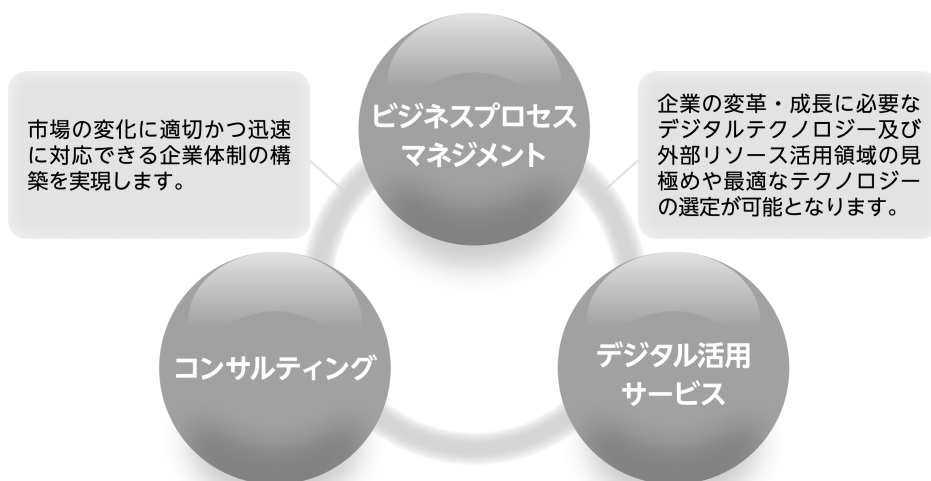 ビジネスプロセス
マネジメント
市場の変化に適切かつ迅速
に対応できる企業体制の構
築を実現します。
企業の変革・成長に必要な
デジタルテクノロジー及び
外部リソース活用領域の見
極めや最適なテクノロジー
の選定が可能となります。
コンサルティング
デジタル活用
サービス